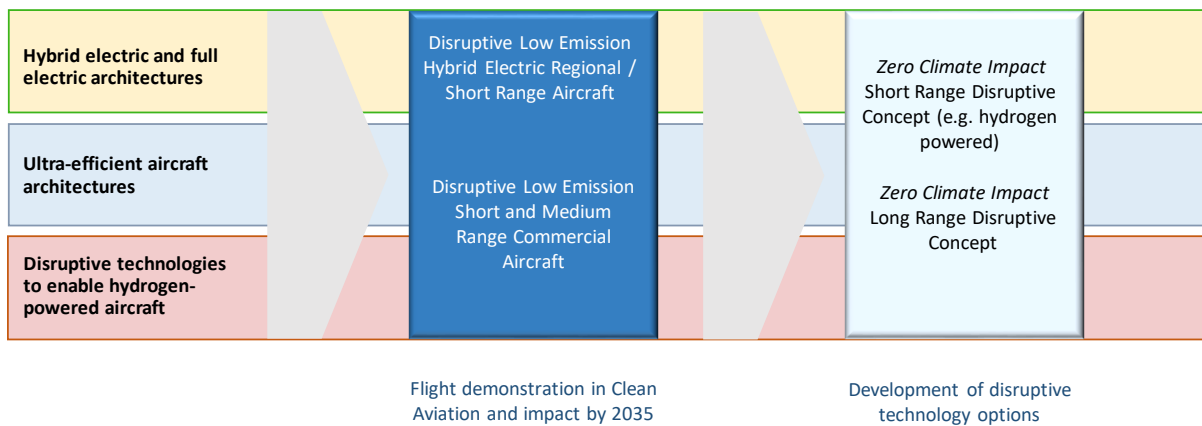 Hybrid electric and full
electric architectures
Ultra-efficient aircraft
architectures
Disruptive technologies
to enable hydrogen-
powered aircraft
Disruptive Low Emission
Hybrid Electric Regional /
Short Range Aircraft
Disruptive Low Emission
Short and Medium
Range Commercial
Aircraft
Zero Climate Impact
Short Range Disruptive
Concept (e.g. hydrogen
powered)
Zero Climate Impact
Long Range Disruptive
Concept
Flight demonstration in Clean
Aviation and impact by 2035
Development of disruptive
technology options